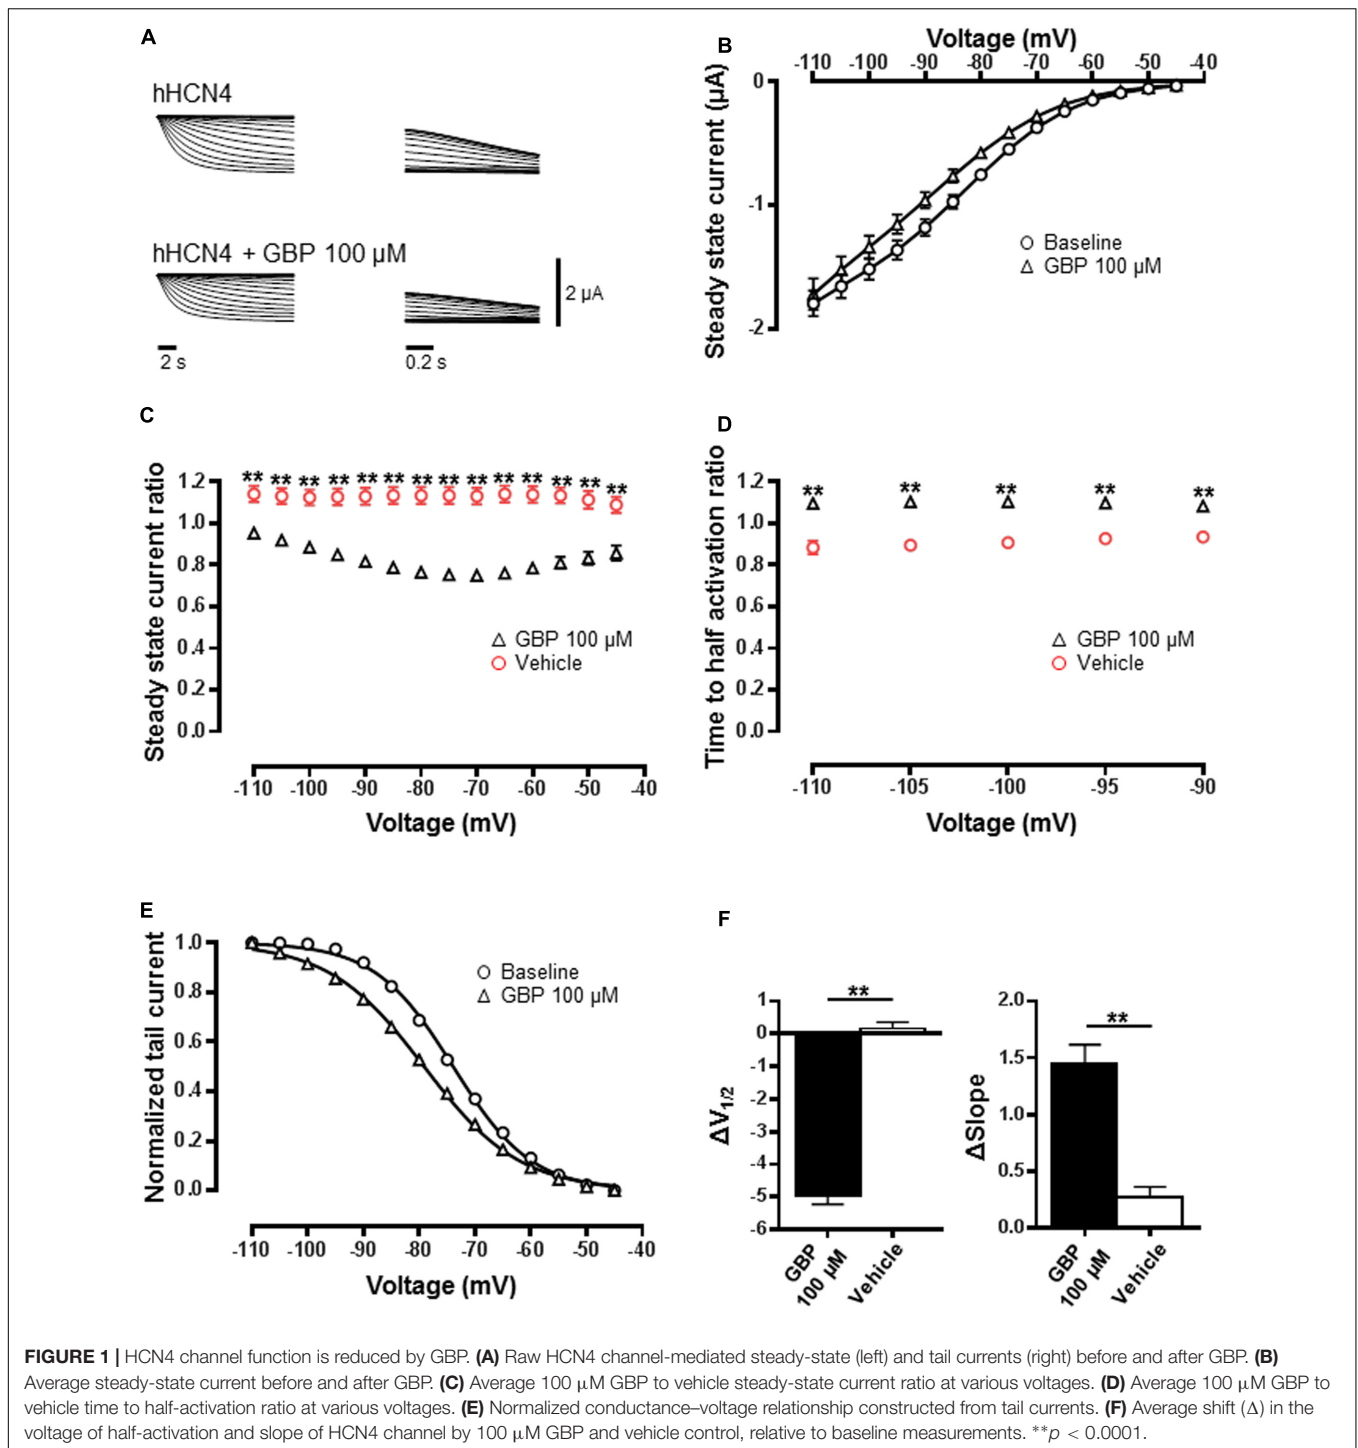 A
hHCN4
hHCN4 + GBP 100 µM
2 µA
2 s
0.2 s
B
Voltage (mV)
-110 -100 -90 -80 -70 -60 -50 -40
Steady state current (µA)
0
-1
-2
Baseline
GBP 100 µM
C
Steady state current ratio
1.2
1.0
0.8
0.6
0.4
0.2
0.0
** ** ** ** ** ** ** ** ** ** ** ** ** **
GBP 100 µM
Vehicle
-110 -100 -90 -80 -70 -60 -50 -40
Voltage (mV)
D
Time to half activation ratio
1.2
1.0
0.8
0.6
0.4
0.2
0.0
** ** ** ** **
GBP 100 µM
Vehicle
-110 -105 -100 -95 -90
Voltage (mV)
E
Normalized tail current
1.0
0.8
0.6
0.4
0.2
0.0
Baseline
GBP 100 µM
-110 -100 -90 -80 -70 -60 -50 -40
Voltage (mV)
F
ΔV1/2
1
0
-1
-2
-3
-4
-5
-6
**
GBP 100 µM
Vehicle
ΔSlope
2.0
1.5
1.0
0.5
0.0
**
GBP 100 µM
Vehicle
FIGURE 1 | HCN4 channel function is reduced by GBP. (A) Raw HCN4 channel-mediated steady-state (left) and tail currents (right) before and after GBP. (B)
Average steady-state current before and after GBP. (C) Average 100 µM GBP to vehicle steady-state current ratio at various voltages. (D) Average 100 µM GBP to
vehicle time to half-activation ratio at various voltages. (E) Normalized conductance–voltage relationship constructed from tail currents. (F) Average shift (Δ) in the
voltage of half-activation and slope of HCN4 channel by 100 µM GBP and vehicle control, relative to baseline measurements. **p < 0.0001.